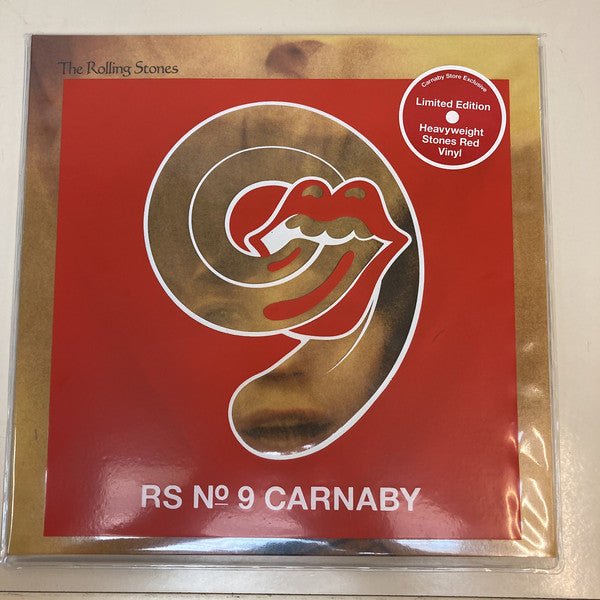 The Rolling Stones
Carnaby Store Exclusive
Limited Edition
Heavyweight
Stones Red
Vinyl
RS Nº 9 CARNABY